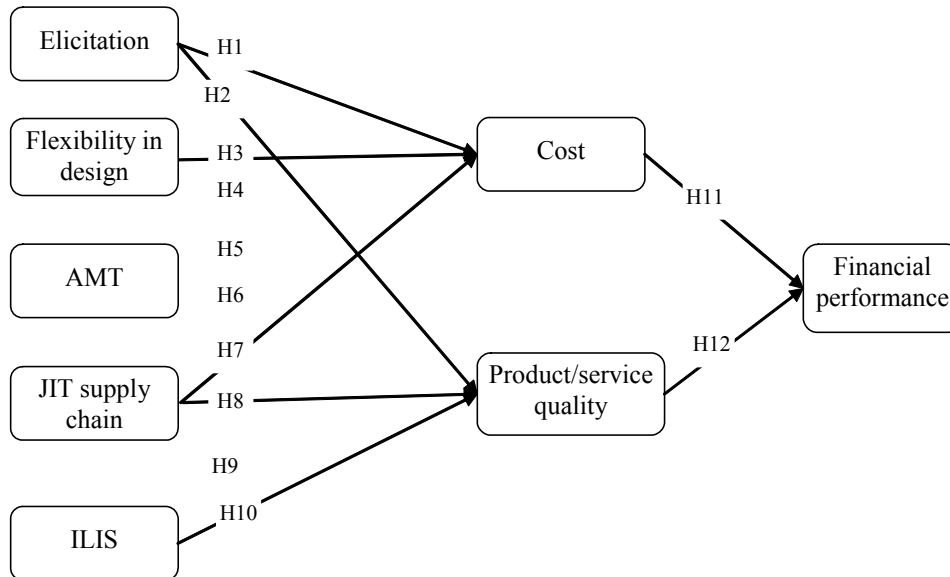 Elicitation
H1
H2
Flexibility in
design
H3
H4
Cost
H11
AMT
H5
H6
Financial
performance
H7
H12
JIT supply
chain
H8
Product/service
quality
H9
H10
ILIS